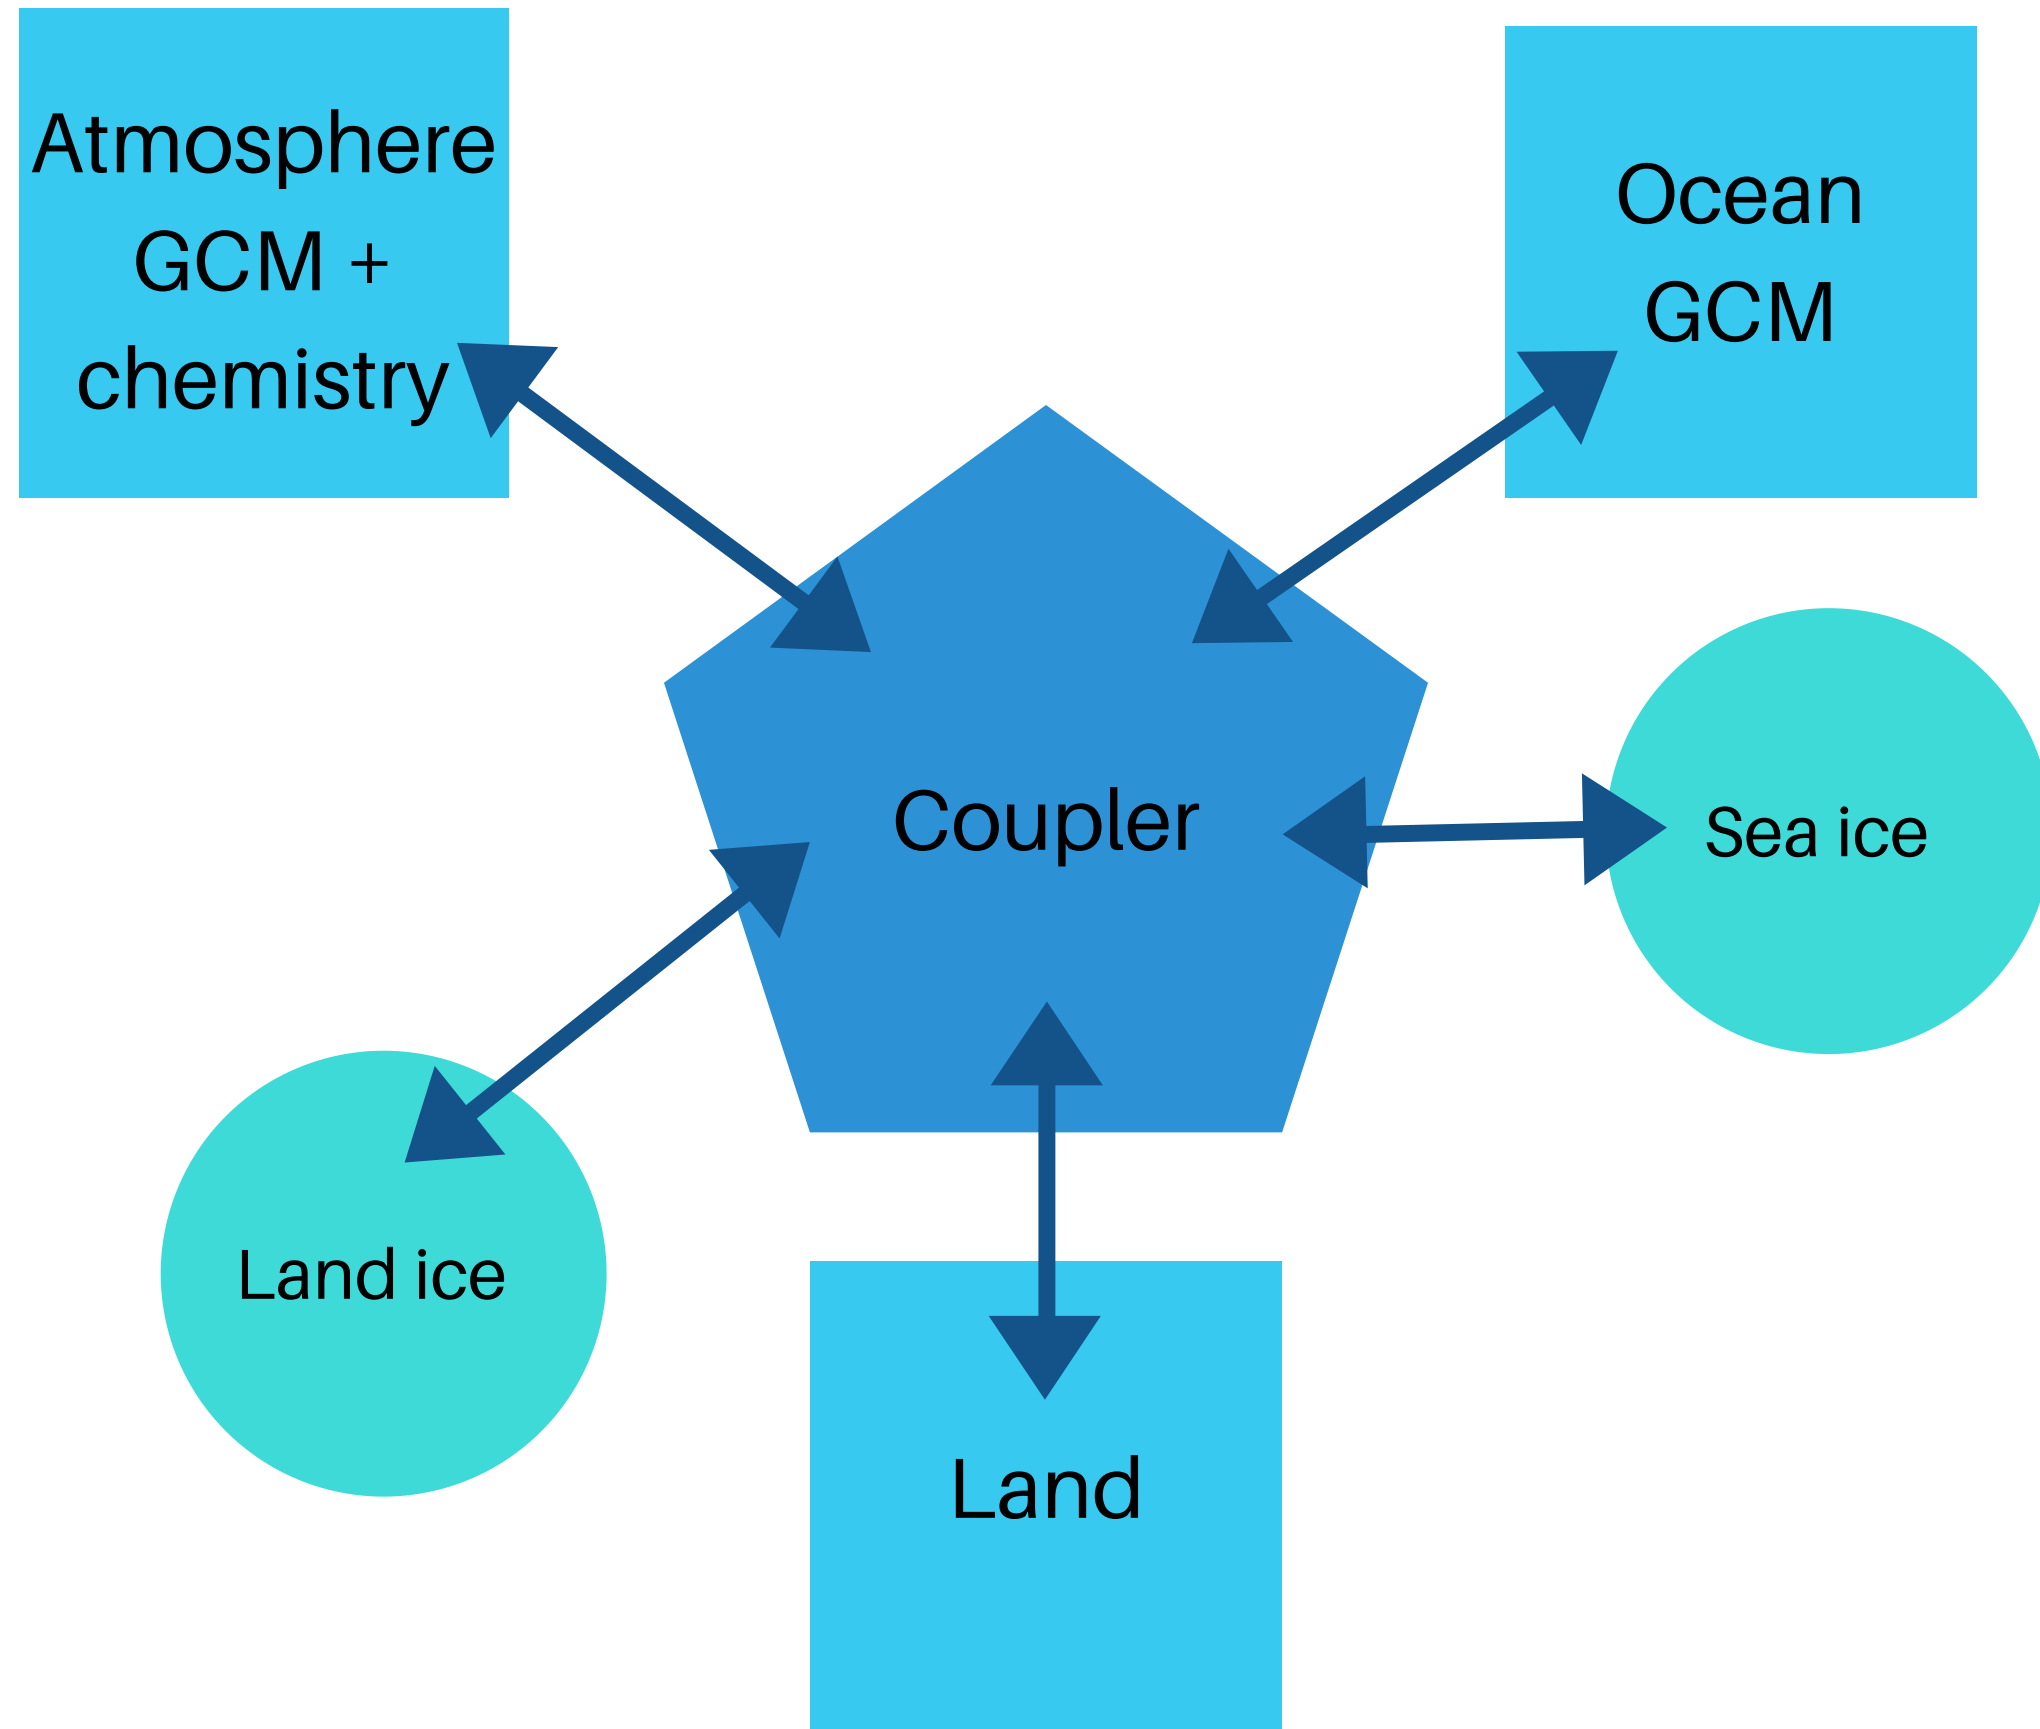 Atmosphere
GCM +
chemistry
Ocean
GCM
Coupler
Sea ice
Land ice
Land